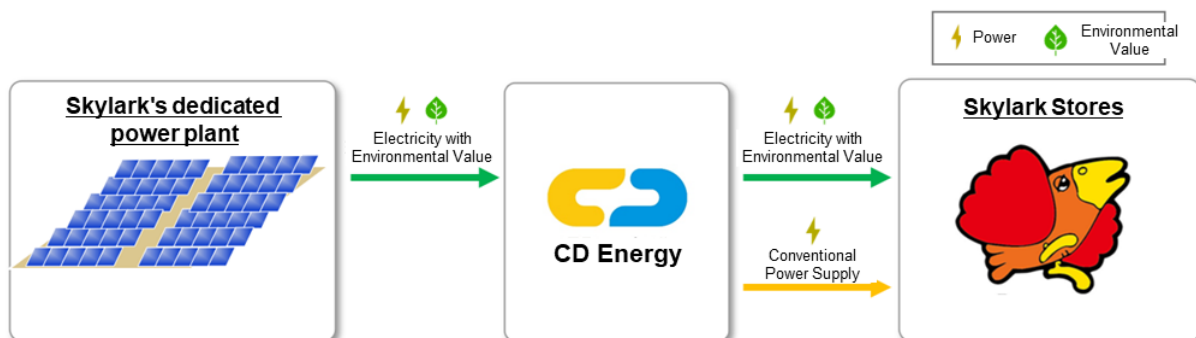 Power
Environmental
Value
Skylark's dedicated
power plant
Electricity with
Environmental Value
CD Energy
Electricity with
Environmental Value
Conventional
Power Supply
Skylark Stores